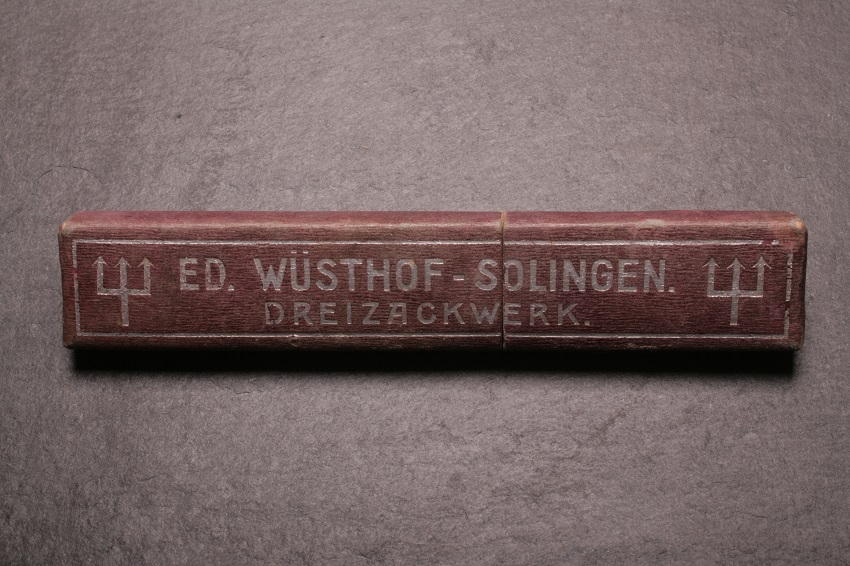 ED. WÜSTHOF - SOLINGEN.
DREIZACKWERK.